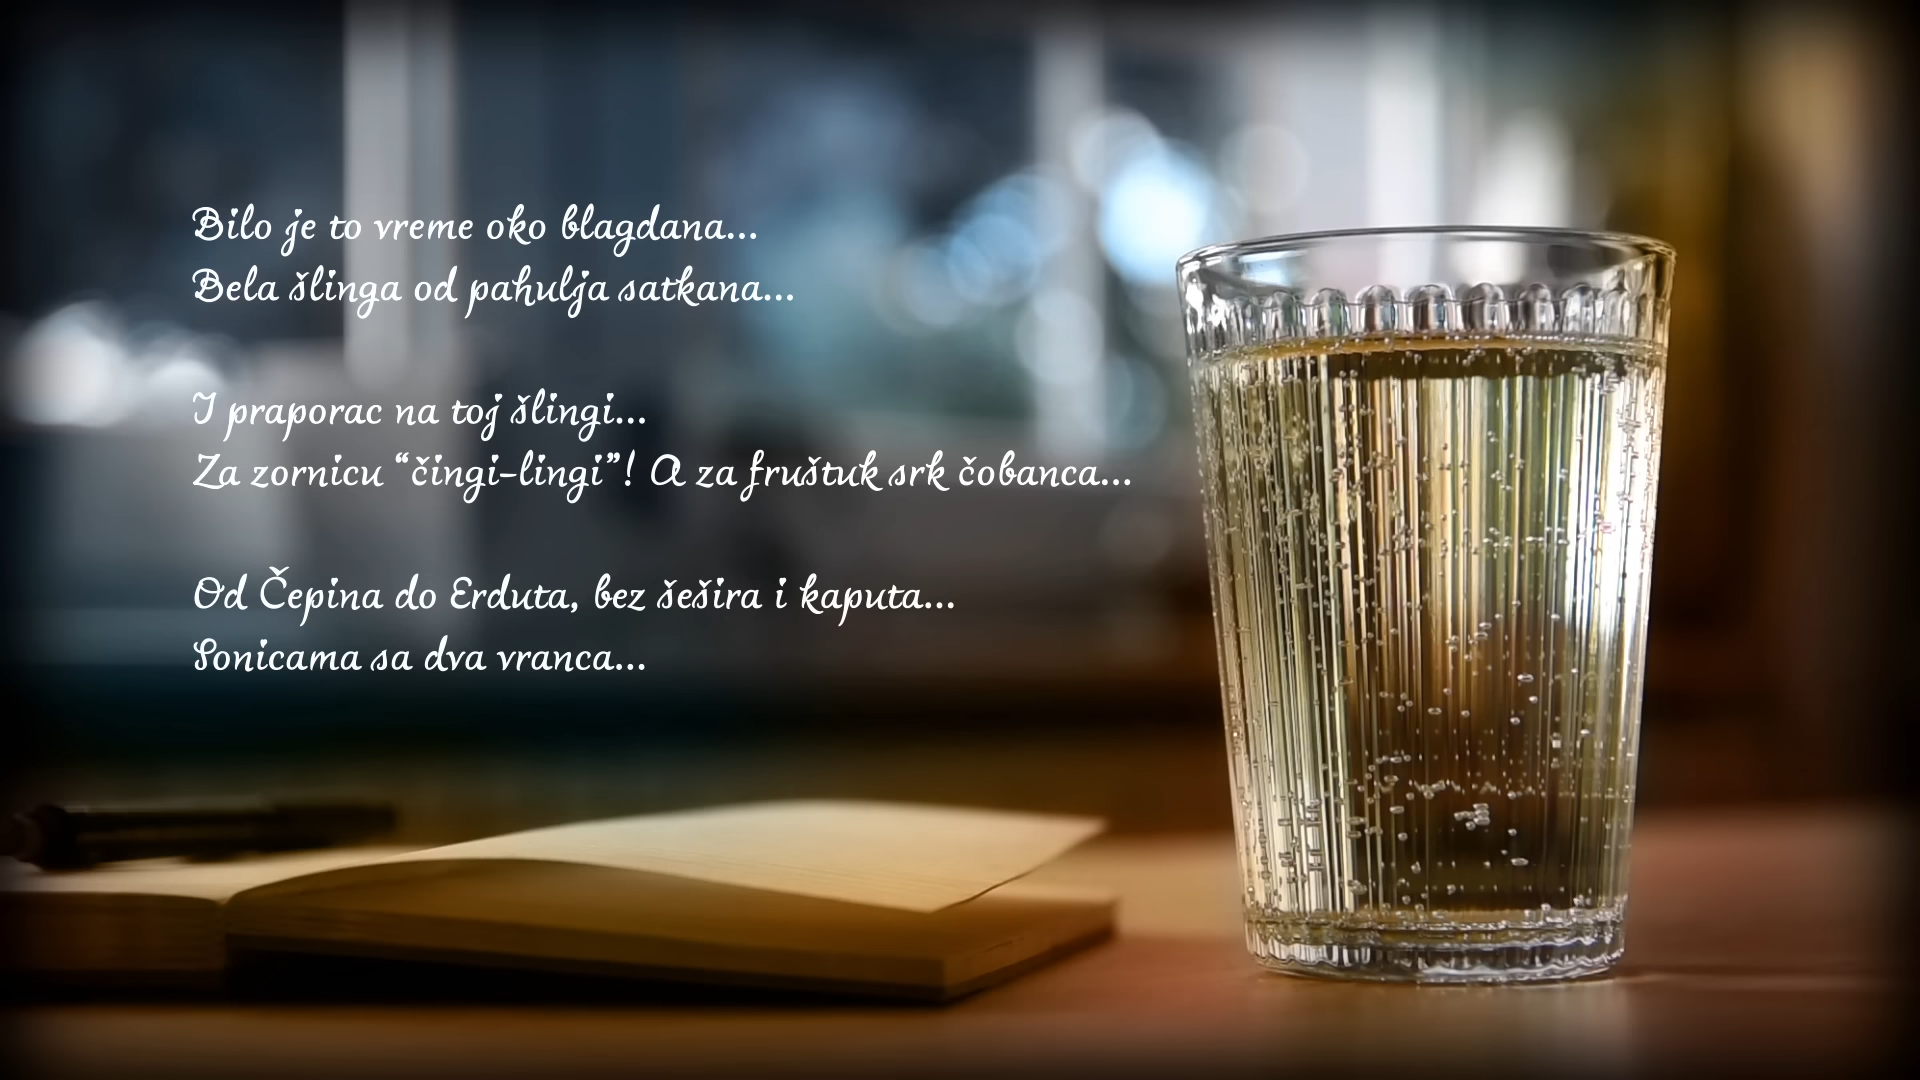 Bilo je to vreme oko blagdana...
Bela šlinga od pahulja satkana...
I praporac na toj šlingi...
Za zornicu “čingi-lingi”! A za fruštuk srk čobanca...
Od Čepina do Erduta, bez šešira i kaputa...
Sonicama sa dva vranca...